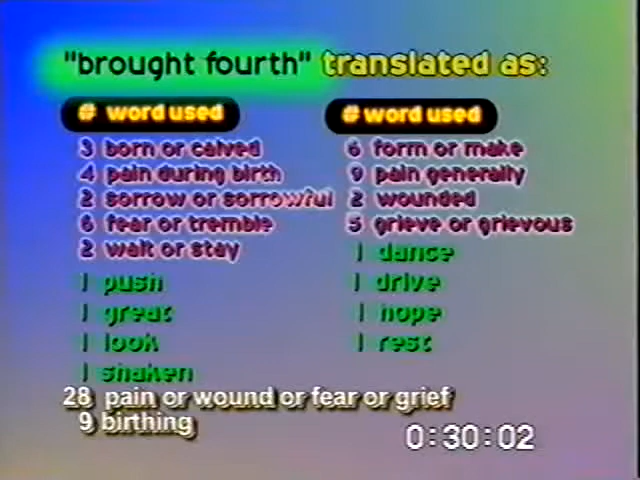 "brought fourth" translated as:
# word used
3 born or calved
4 pain during birth
2 sorrow or sorrowful
6 fear or tremble
2 wait or stay
1 push
1 great
1 look
1 shaken
# word used
6 form or make
9 pain generally
2 wounded
5 grieve or grievous
1 dance
1 drive
1 hope
1 rest
28 pain or wound or fear or grief
9 birthing
0:30:02